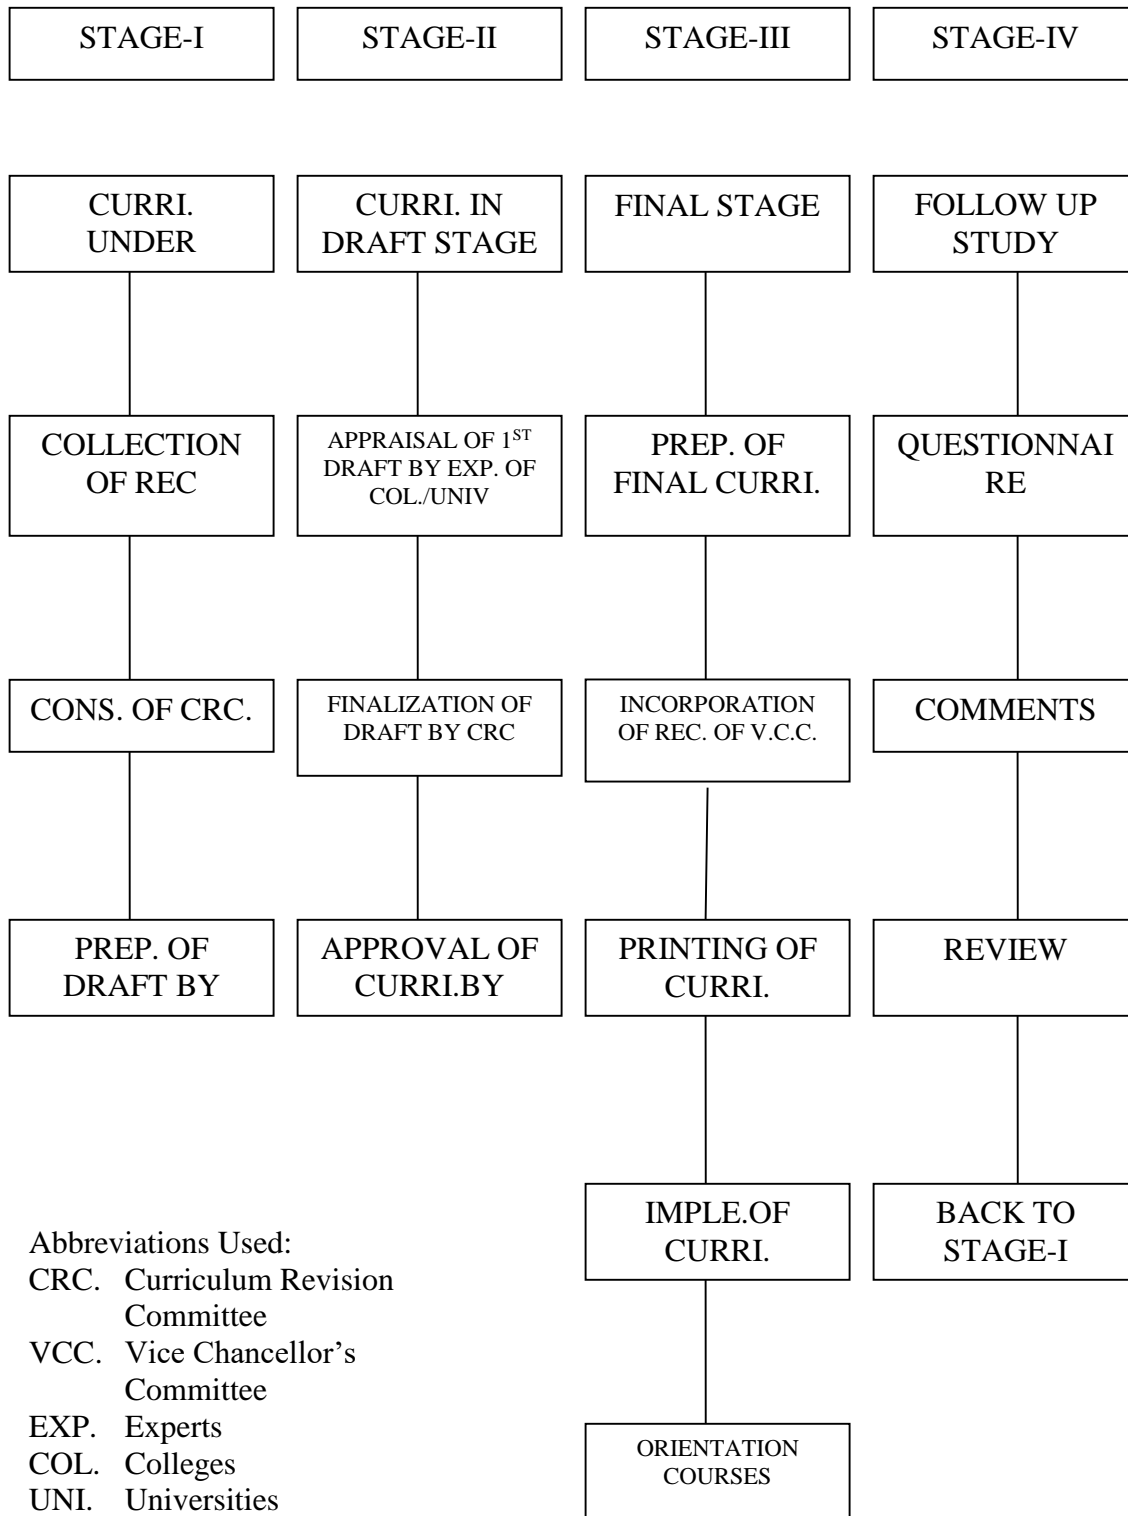 STAGE-I
STAGE-II
STAGE-III
STAGE-IV
CURRI.
UNDER
CURRI. IN
DRAFT STAGE
FINAL STAGE
FOLLOW UP
STUDY
COLLECTION
OF REC
APPRAISAL OF 1ST
DRAFT BY EXP. OF
COL./UNIV
PREP. OF
FINAL CURRI.
QUESTIONNAI
RE
CONS. OF CRC.
FINALIZATION OF
DRAFT BY CRC
INCORPORATION
OF REC. OF V.C.C.
COMMENTS
PREP. OF
DRAFT BY
APPROVAL OF
CURRI.BY
PRINTING OF
CURRI.
REVIEW
IMPLE.OF
CURRI.
BACK TO
STAGE-I
Abbreviations Used:
CRC. Curriculum Revision
Committee
VCC. Vice Chancellor’s
Committee
EXP. Experts
COL. Colleges
UNI. Universities
ORIENTATION
COURSES